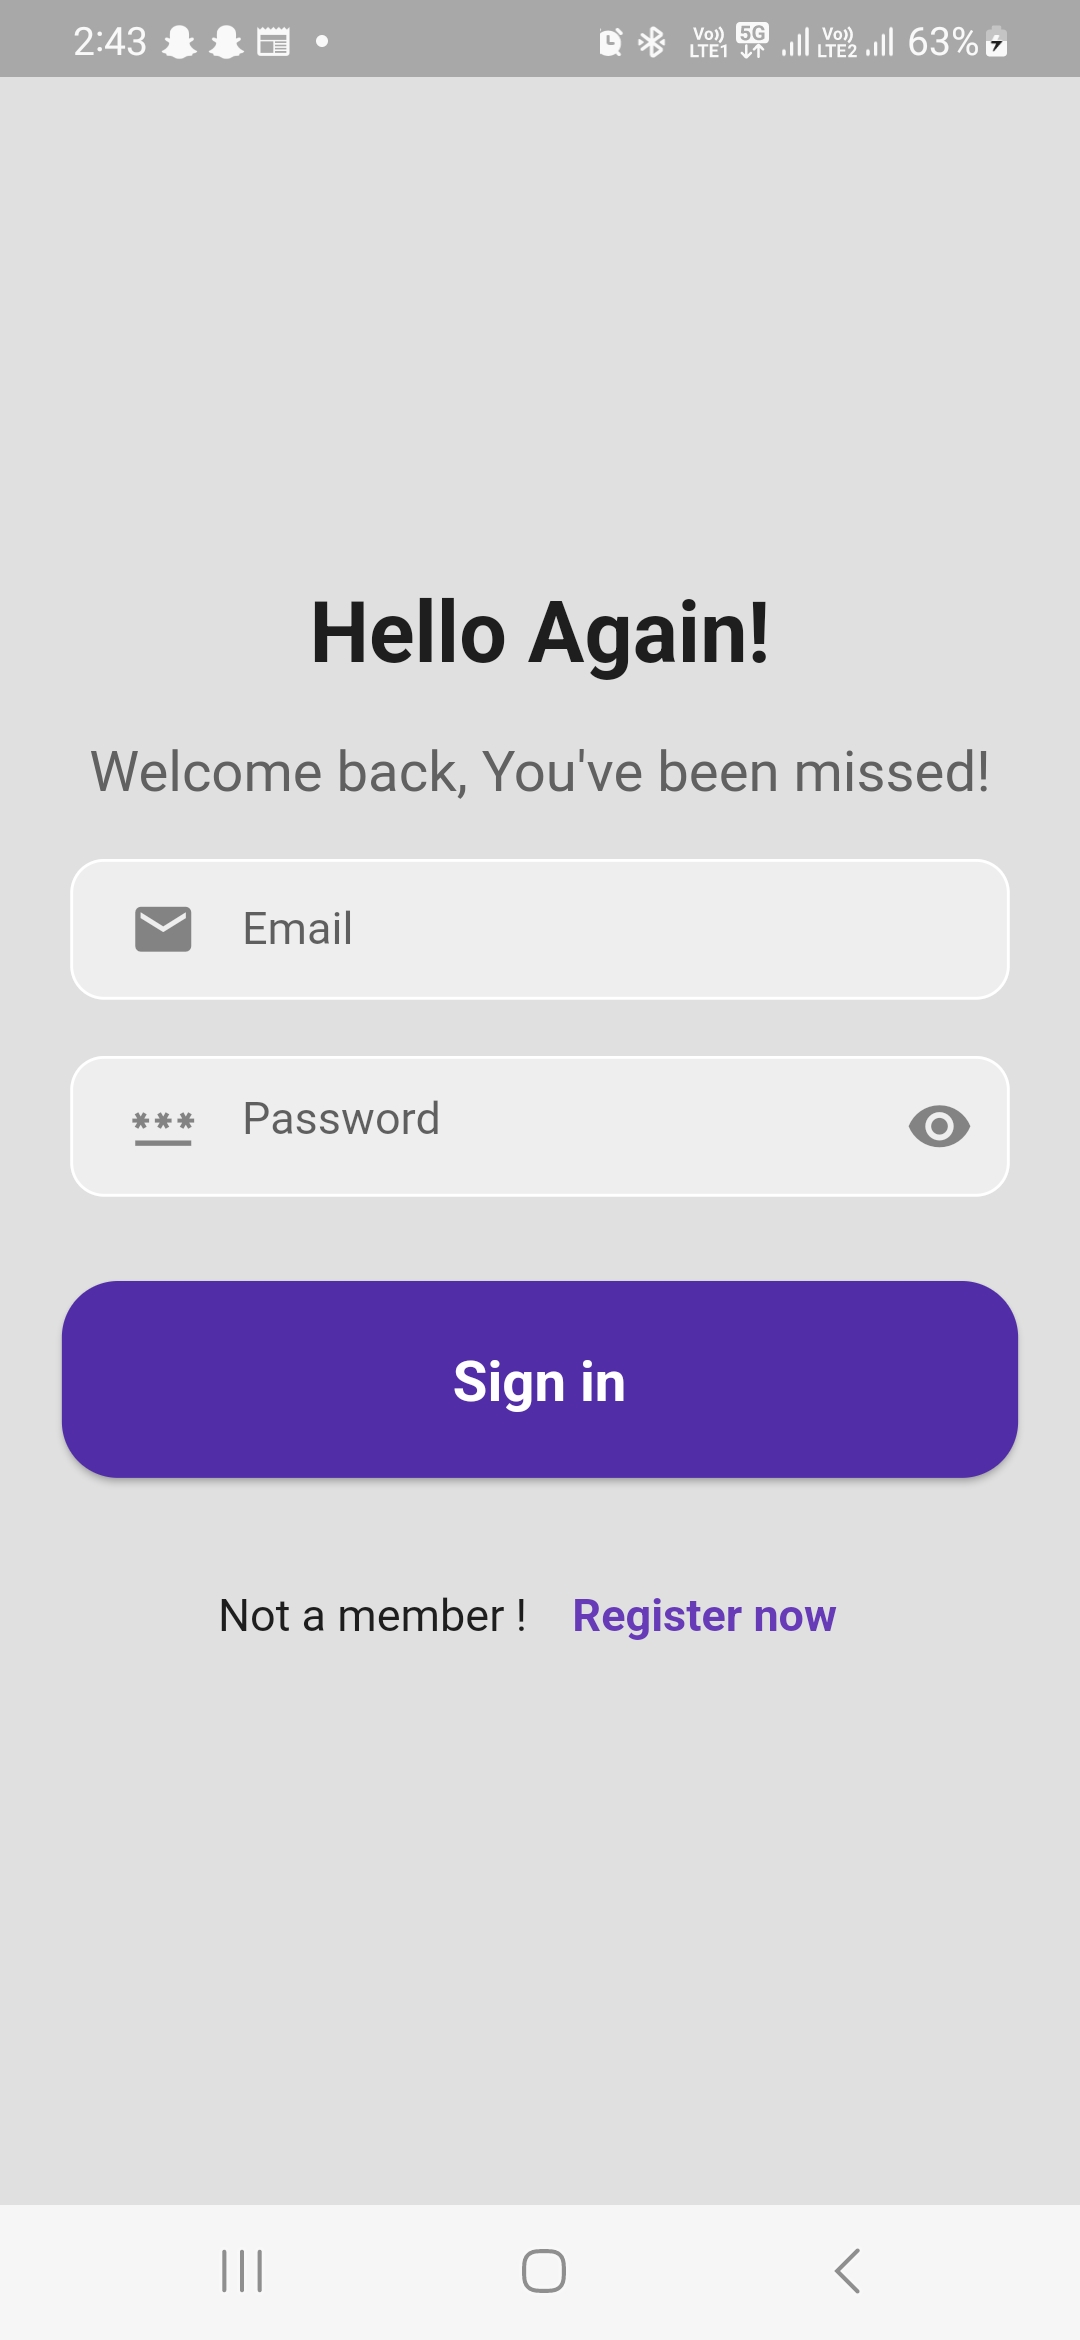 2:43 Vo)) LTE1 5G Vo)) LTE2 63%
Hello Again!
Welcome back, You've been missed!
Email
*** Password
Sign in
Not a member ! Register now